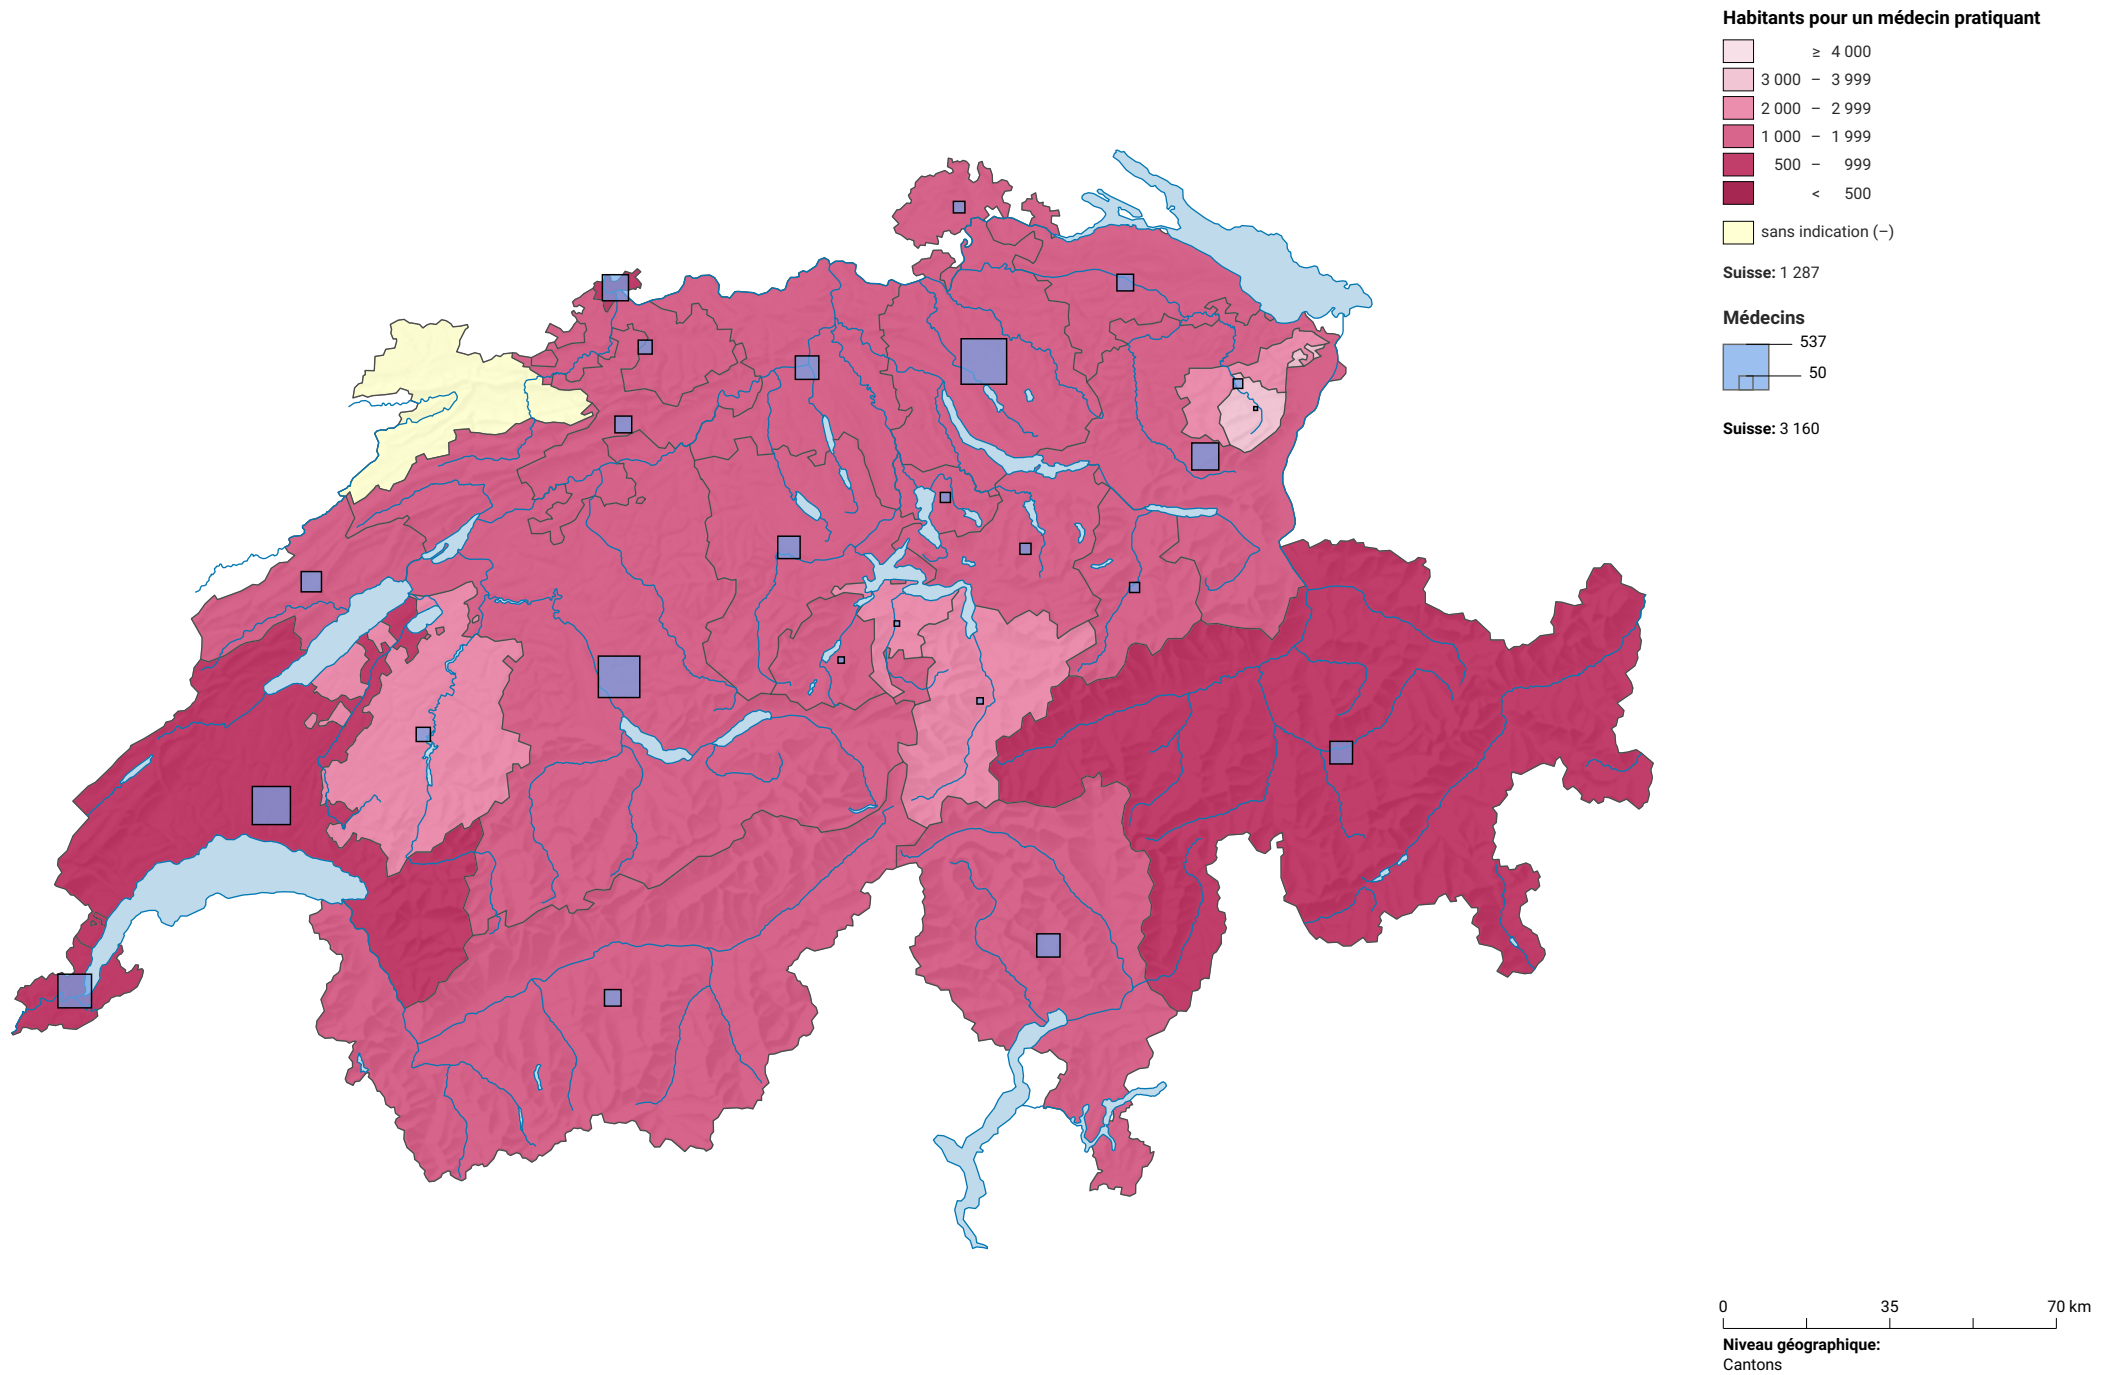 Habitants pour un médecin pratiquant
≥ 4 000
3 000 – 3 999
2 000 – 2 999
1 000 – 1 999
500 – 999
< 500
sans indication (–)
Suisse: 1 287
Médecins
537
50
Suisse: 3 160
0 35 70 km
Niveau géographique:
Cantons